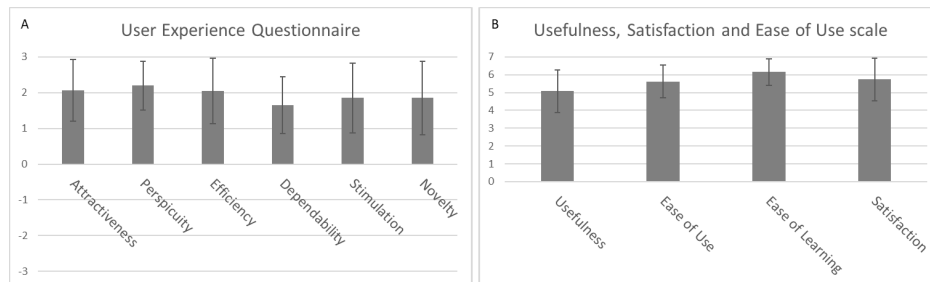 A
User Experience Questionnaire
3
2
1
0
-1
-2
-3
Attractiveness
Perspicuity
Efficiency
Dependability
Stimulation
Novelty
B
Usefulness, Satisfaction and Ease of Use scale
7
6
5
4
3
2
1
0
Usefulness
Ease of Use
Ease of Learning
Satisfaction